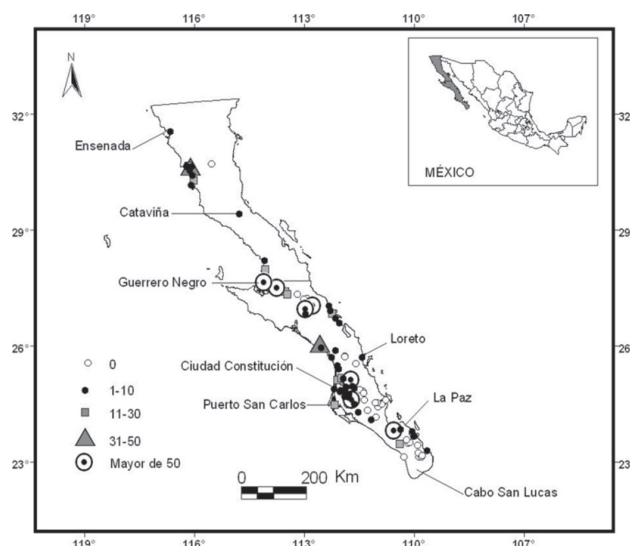 119° 116° 113° 110° 107°
N
32°
32°
Ensenada
MÉXICO
Cataviña
29°
29°
Guerrero Negro
26°
26°
Loreto
Ciudad Constitución
Puerto San Carlos
La Paz
0
1-10
11-30
31-50
Mayor de 50
23°
23°
0 200 Km
Cabo San Lucas
119° 116° 113° 110° 107°